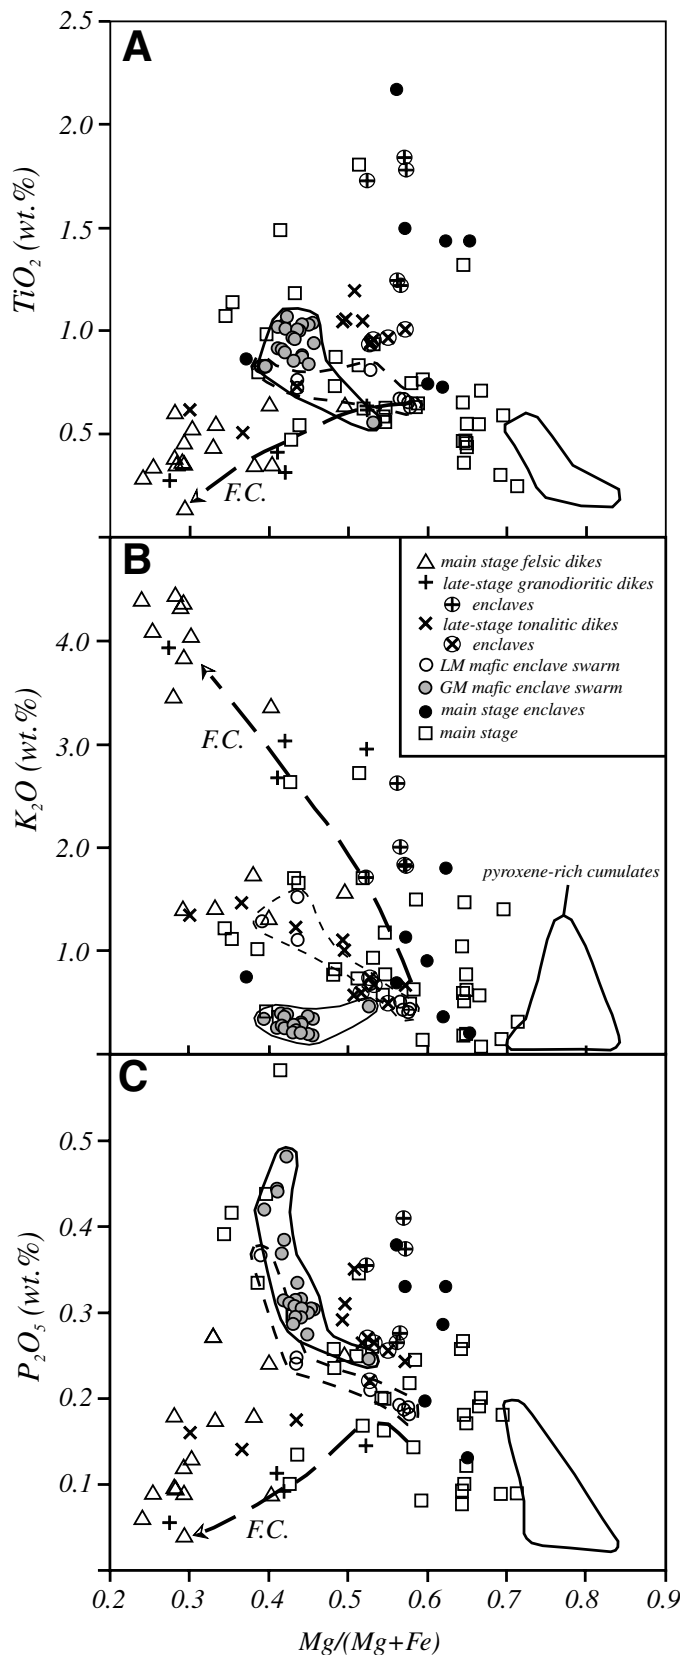 A
2.5
2.0
1.5
1.0
0.5
TiO2 (wt.%)
F.C.
B
4.0
3.0
2.0
1.0
K2O (wt.%)
F.C.
main stage felsic dikes
late-stage granodioritic dikes
enclaves
late-stage tonalitic dikes
enclaves
LM mafic enclave swarm
GM mafic enclave swarm
main stage enclaves
main stage
pyroxene-rich cumulates
C
0.5
0.4
0.3
0.2
0.1
P2O5 (wt.%)
F.C.
0.2 0.3 0.4 0.5 0.6 0.7 0.8 0.9
Mg/(Mg+Fe)